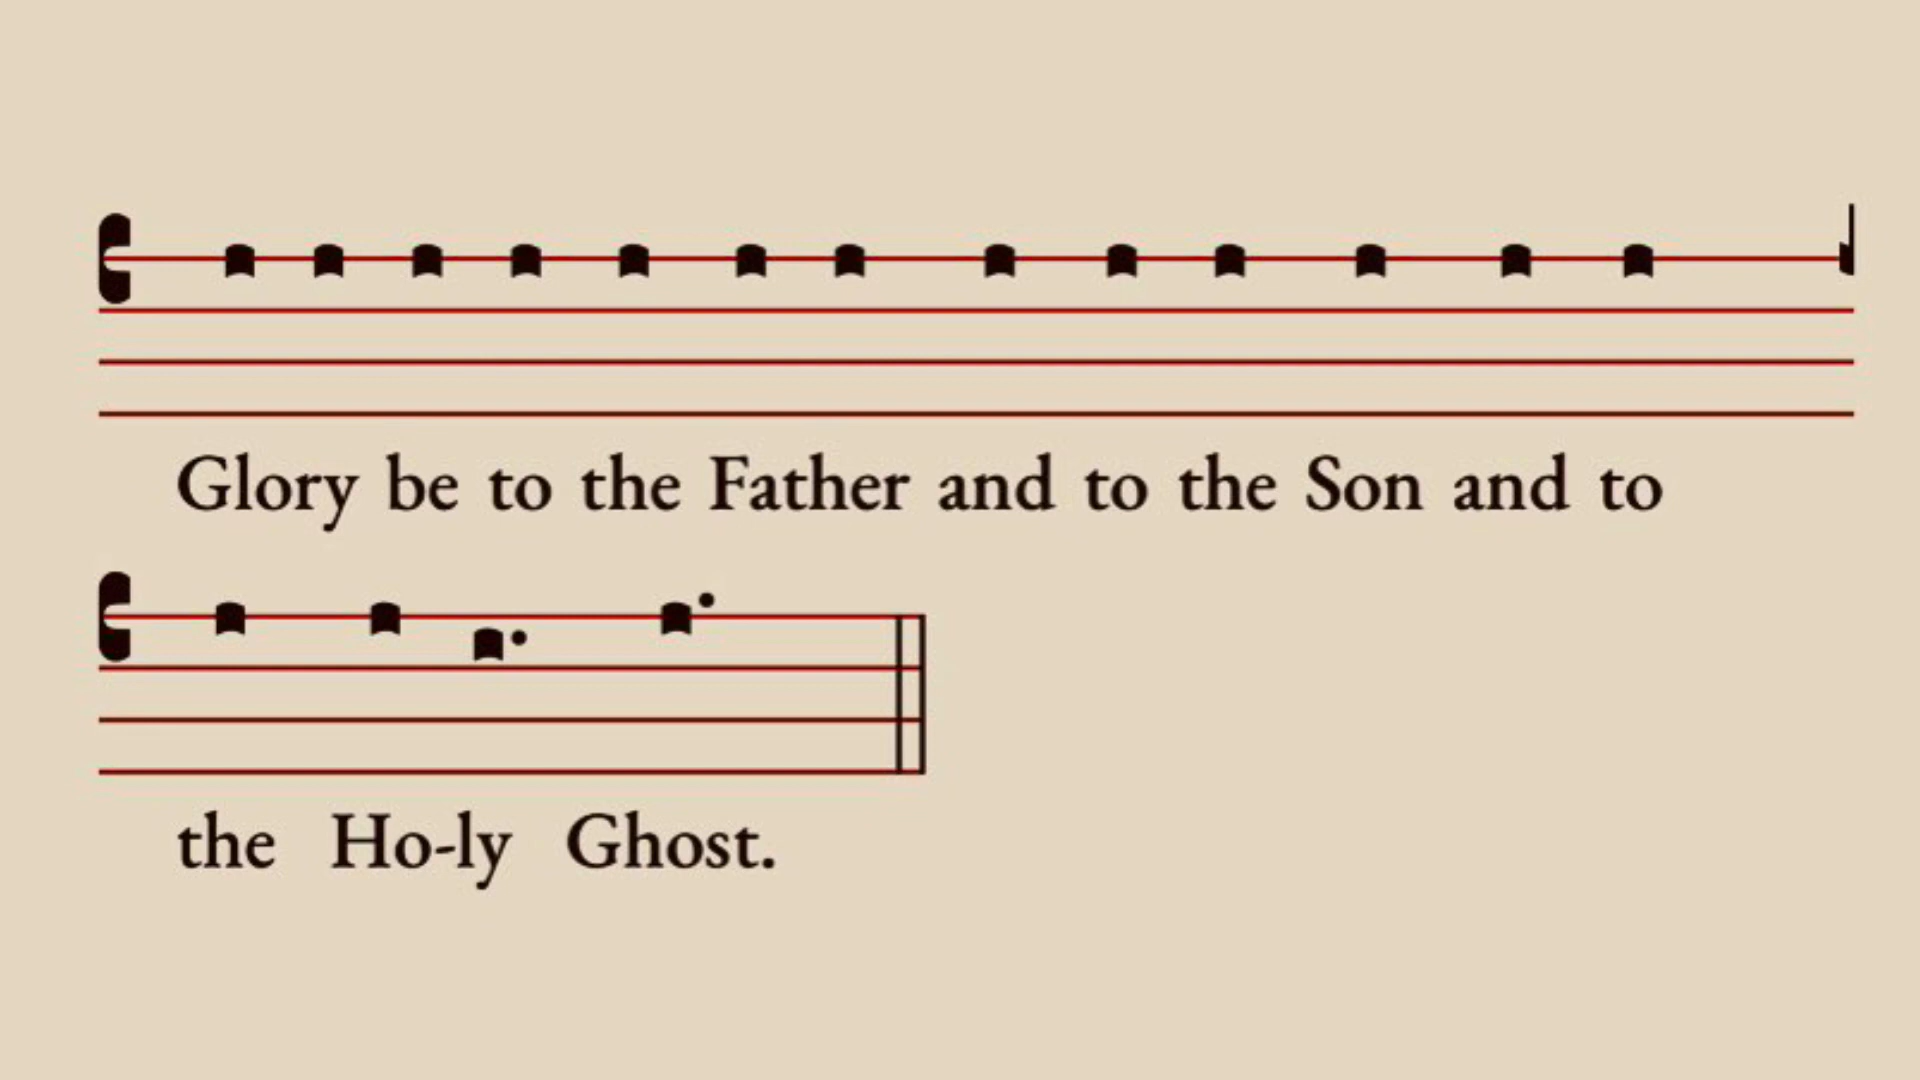 Glory be to the Father and to the Son and to
the Ho-ly Ghost.